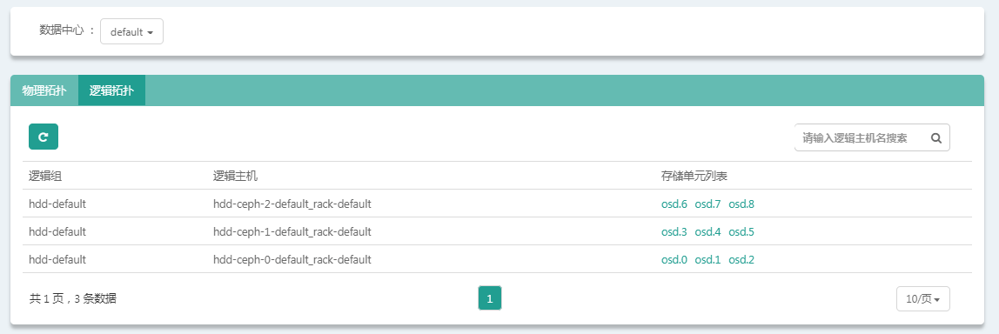 数据中心 ： default
物理拓扑 逻辑拓扑
请输入逻辑主机名搜索
逻辑组 逻辑主机 存储单元列表
hdd-default hdd-ceph-2-default_rack-default osd.6 osd.7 osd.8
hdd-default hdd-ceph-1-default_rack-default osd.3 osd.4 osd.5
hdd-default hdd-ceph-0-default_rack-default osd.0 osd.1 osd.2
共 1 页，3 条数据 1 10/页